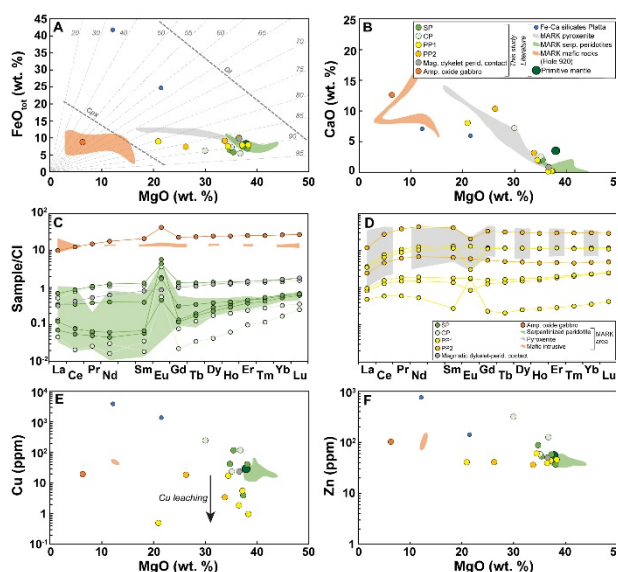 A
20 30 40 45 50 55 60 65
70
75
80
85
90
95
Ol
Cpx
FeOtot (wt. %)
45
40
35
30
25
20
15
10
5
0
0 10 20 30 40 50
MgO (wt. %)
B
SP
CP
PP1
PP2
Mag. dykelet perid. contact
Amp. oxide gabbro
This study
Literature
Fe-Ca silicates Platta
MARK pyroxenite
MARK serp. peridotites
MARK mafic rocks
(Hole 920)
Primitive mantle
CaO (wt. %)
25
20
15
10
5
0
0 10 20 30 40 50
MgO (wt. %)
C
Sample/CI
10²
10
1
0.1
10⁻²
La Ce Pr Nd Sm Eu Gd Tb Dy Ho Er Tm Yb Lu
D
La Ce Pr Nd Sm Eu Gd Tb Dy Ho Er Tm Yb Lu
SP
CP
PP1
PP2
Magmatic dykelet-perid. contact
Amp. oxide gabbro
Serpentinized peridotite
Pyroxenite
Mafic intrusive
MARK
area
E
Cu (ppm)
10⁴
10³
10²
10
1
10⁻¹
Cu leaching
0 10 20 30 40 50
MgO (wt. %)
F
Zn (ppm)
10³
10²
10
1
0 10 20 30 40 50
MgO (wt. %)